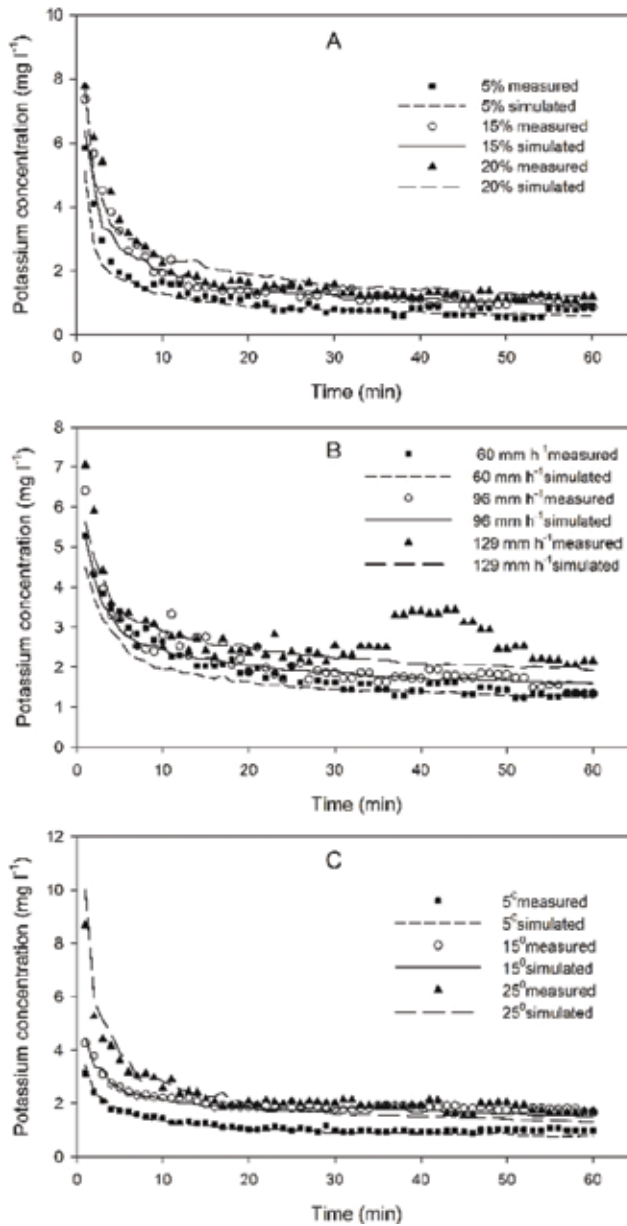 A
10
8
6
4
2
0
Potassium concentration (mg l⁻¹)
5% measured
5% simulated
15% measured
15% simulated
20% measured
20% simulated
0 10 20 30 40 50 60
Time (min)
B
8
7
6
5
4
3
2
1
0
Potassium concentration (mg l⁻¹)
60 mm h⁻¹measured
60 mm h⁻¹simulated
96 mm h⁻¹measured
96 mm h⁻¹simulated
129 mm h⁻¹measured
129 mm h⁻¹simulated
0 10 20 30 40 50 60
Time (min)
C
12
10
8
6
4
2
0
Potassium concentration (mg l⁻¹)
5⁰measured
5⁰simulated
15⁰measured
15⁰simulated
25⁰measured
25⁰simulated
0 10 20 30 40 50 60
Time (min)